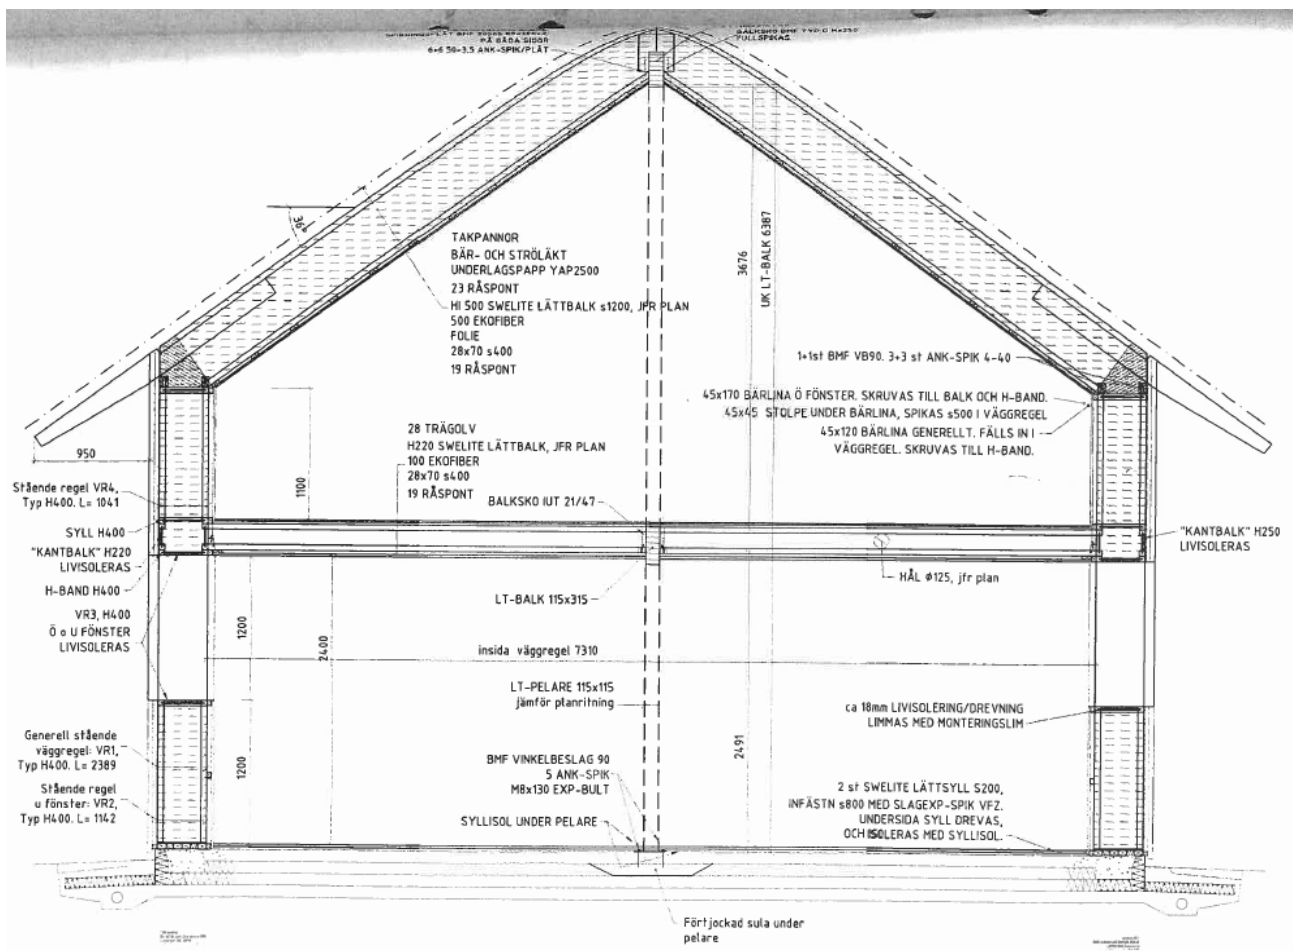 PÅ BÅDA SIDOR
6+6 50-3.5 ANK-SPIK/PLÅT
FULLSPIKAS
36°
TAKPANNOR
BÄR- OCH STRÖLÄKT
UNDERLAGSPAPP YAP2500
23 RÅSPONT
HI 500 SWELITE LÄTTBALK s1200, JFR PLAN
500 EKOFIBER
FOLIE
28x70 s400
19 RÅSPONT
3676
UK LT-BALK 6387
1+1st BMF VB90. 3+3 st ANK-SPIK 4-40
45x170 BÄRLINA Ö FÖNSTER. SKRUVAS TILL BALK OCH H-BAND.
45x45 STOLPE UNDER BÄRLINA, SPIKAS s500 I VÄGGREGEL
45x120 BÄRLINA GENERELLT. FÄLLS IN I
VÄGGREGEL. SKRUVAS TILL H-BAND.
950
28 TRÄGOLV
H220 SWELITE LÄTTBALK, JFR PLAN
100 EKOFIBER
28x70 s400
19 RÅSPONT
1100
BALKSKO IUT 21/47
Stående regel VR4,
Typ H400. L= 1041
SYLL H400
"KANTBALK" H220
LIVISOLERAS
H-BAND H400
VR3, H400
Ö o U FÖNSTER
LIVISOLERAS
"KANTBALK" H250
LIVISOLERAS
HÅL ø125, jfr plan
LT-BALK 115x315
1200
2400
insida väggregel 7310
LT-PELARE 115x115
jämför planritning
ca 18mm LIVISOLERING/DREVNING
LIMMAS MED MONTERINGSLIM
Generell stående
väggregel: VR1,
Typ H400. L= 2389
Stående regel
u fönster: VR2,
Typ H400. L= 1142
1200
2491
BMF VINKELBESLAG 90
5 ANK-SPIK
M8x130 EXP-BULT
SYLLISOL UNDER PELARE
2 st SWELITE LÄTTSYLL S200,
INFÄSTN s800 MED SLAGEXP-SPIK VFZ.
UNDERSIDA SYLL DREVAS,
OCH ISOLERAS MED SYLLISOL.
Förtjockad sula under
pelare